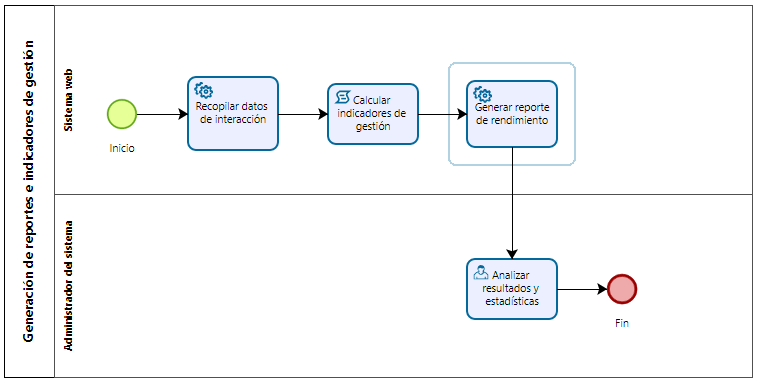 Generación de reportes e indicadores de gestión
Sistema web
Inicio
Recopilar datos
de interacción
Calcular
indicadores de
gestión
Generar reporte
de rendimiento
Administrador del sistema
Analizar
resultados y
estadísticas
Fin